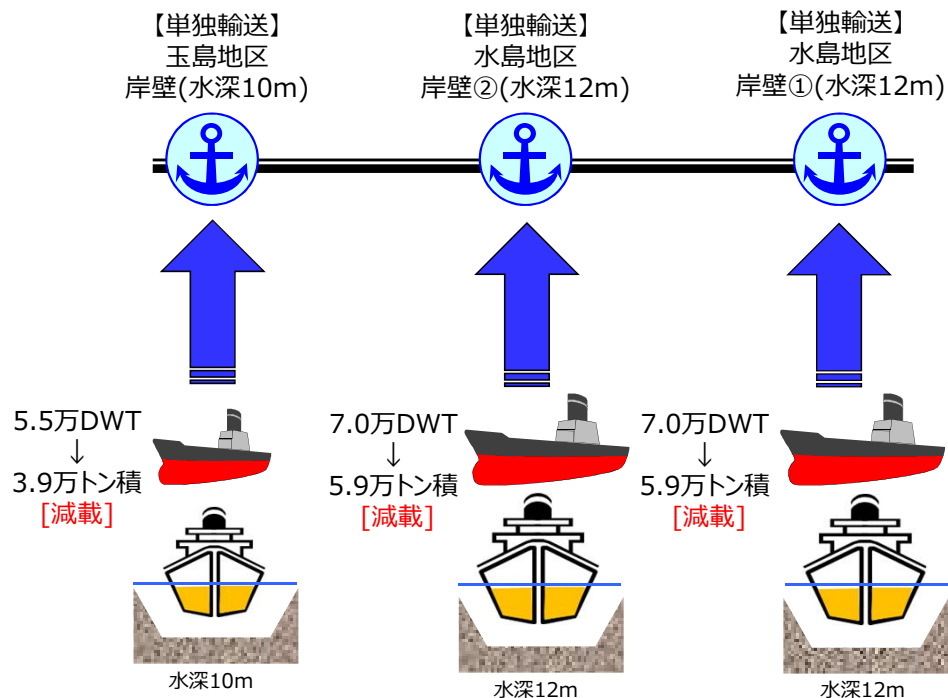 【単独輸送】
玉島地区
岸壁(水深10m)
【単独輸送】
水島地区
岸壁②(水深12m)
【単独輸送】
水島地区
岸壁①(水深12m)
5.5万DWT
↓
3.9万トン積
[減載]
7.0万DWT
↓
5.9万トン積
[減載]
7.0万DWT
↓
5.9万トン積
[減載]
水深10m
水深12m
水深12m